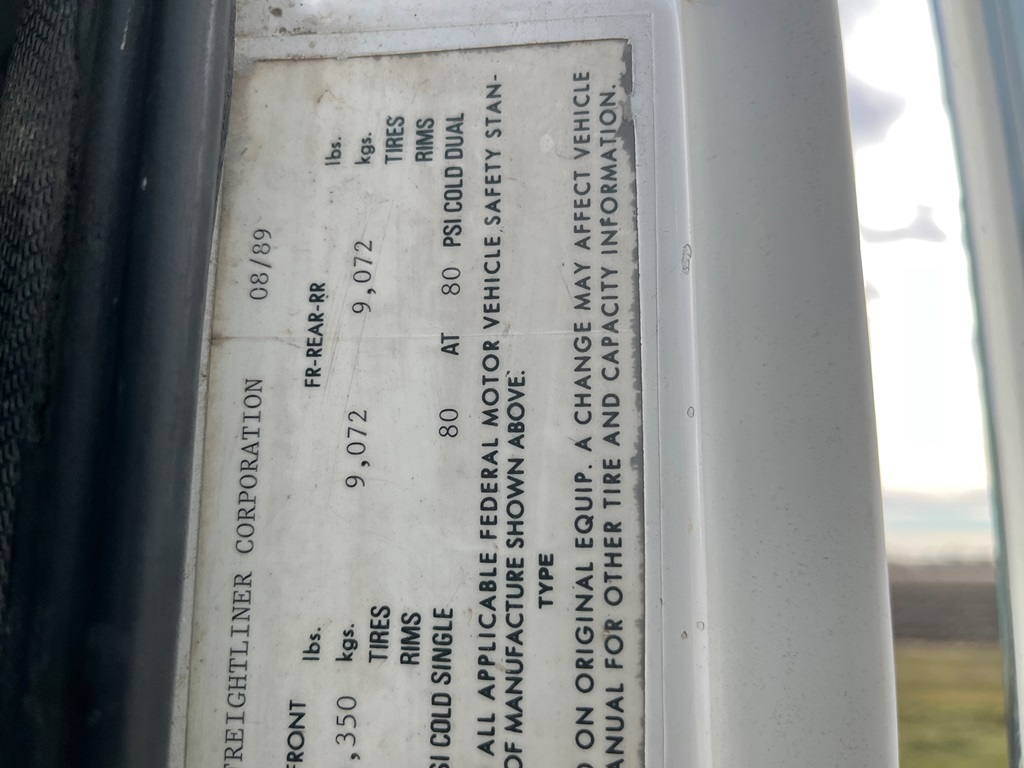 FREIGHTLINER CORPORATION 08/89
FRONT lbs. FR-REAR-RR lbs.
,350 kgs. 9,072 9,072 kgs.
TIRES TIRES
RIMS RIMS
SI COLD SINGLE 80 AT 80 PSI COLD DUAL
ALL APPLICABLE FEDERAL MOTOR VEHICLE SAFETY STAN-
OF MANUFACTURE SHOWN ABOVE.
TYPE
ON ORIGINAL EQUIP. A CHANGE MAY AFFECT VEHICLE
ANUAL FOR OTHER TIRE AND CAPACITY INFORMATION.